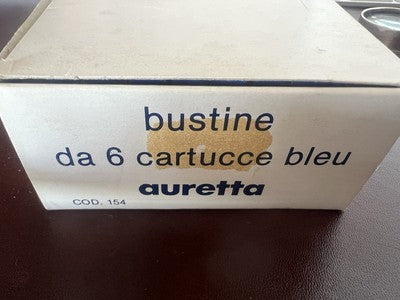 bustine
da 6 cartucce bleu
auretta
COD. 154